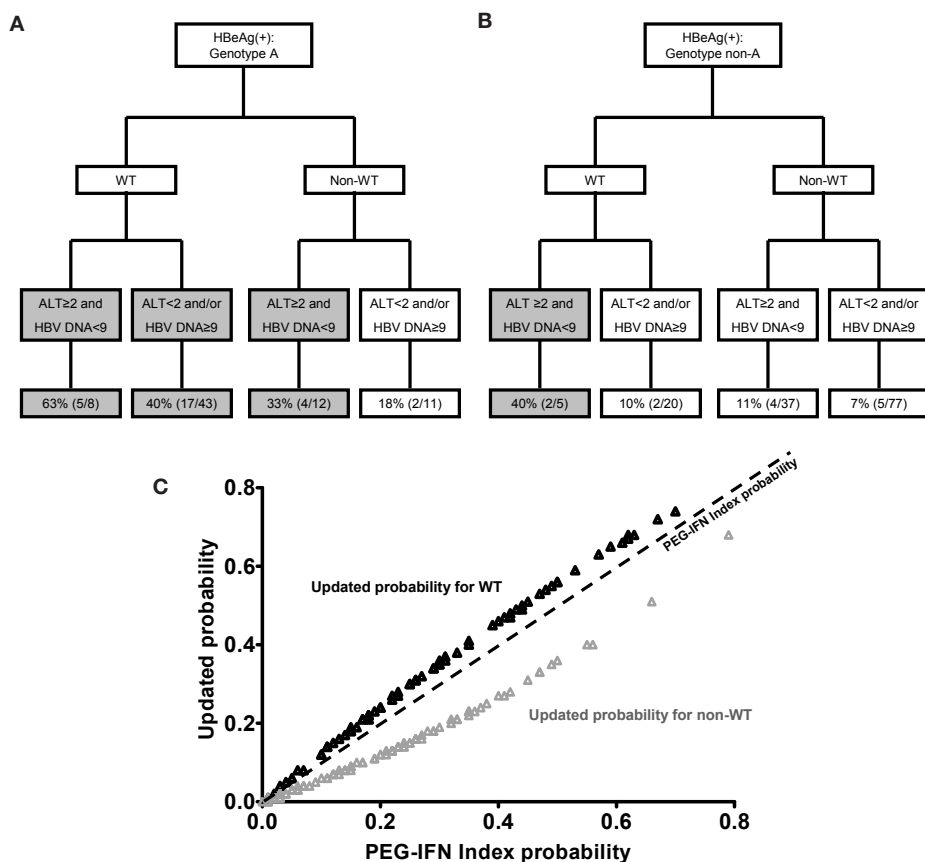 A
HBeAg(+):
Genotype A
WT
Non-WT
ALT≥2 and
HBV DNA<9
ALT<2 and/or
HBV DNA≥9
ALT≥2 and
HBV DNA<9
ALT<2 and/or
HBV DNA≥9
63% (5/8)
40% (17/43)
33% (4/12)
18% (2/11)
B
HBeAg(+):
Genotype non-A
WT
Non-WT
ALT ≥2 and
HBV DNA<9
ALT<2 and/or
HBV DNA≥9
ALT≥2 and
HBV DNA<9
ALT<2 and/or
HBV DNA≥9
40% (2/5)
10% (2/20)
11% (4/37)
7% (5/77)
C
Updated probability
0.8
0.6
0.4
0.2
0.0
PEG-IFN Index probability
Updated probability for WT
Updated probability for non-WT
0.0
0.2
0.4
0.6
0.8
PEG-IFN Index probability